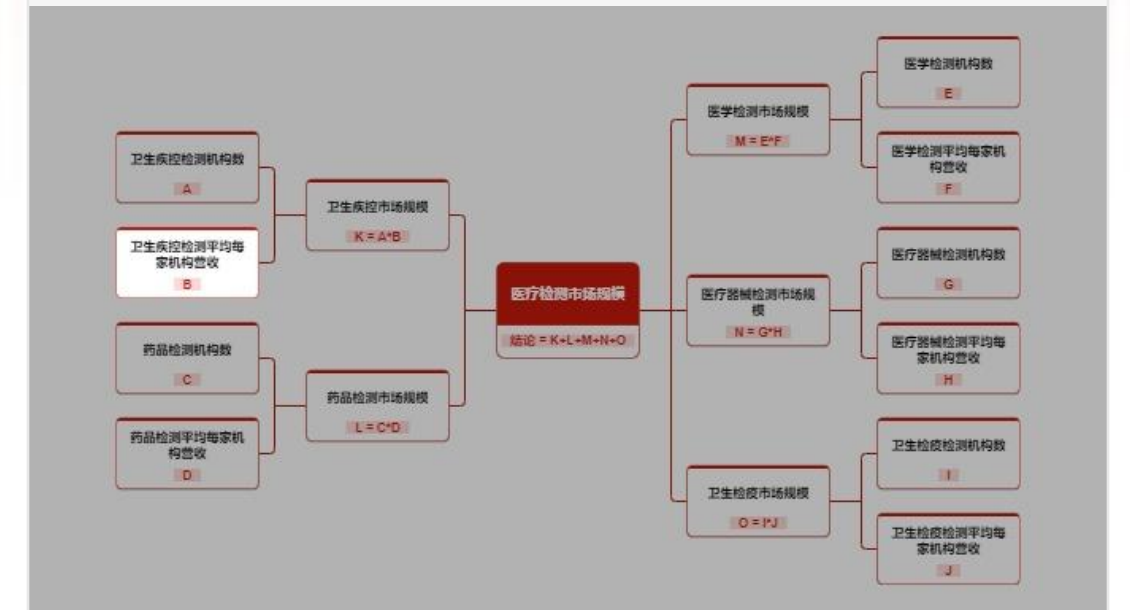 卫生疾控检测机构数
A
卫生疾控检测平均每
家机构营收
B
卫生疾控市场规模
K = A*B
药品检测机构数
C
药品检测平均每家机
构营收
D
药品检测市场规模
L = C*D
医疗检测市场规模
结论 = K+L+M+N+O
医学检测市场规模
M = E*F
医学检测机构数
E
医学检测平均每家机
构营收
F
医疗器械检测市场规
模
N = G*H
医疗器械检测机构数
G
医疗器械检测平均每
家机构营收
H
卫生检疫市场规模
O = I*J
卫生检疫检测机构数
I
卫生检疫检测平均每
家机构营收
J